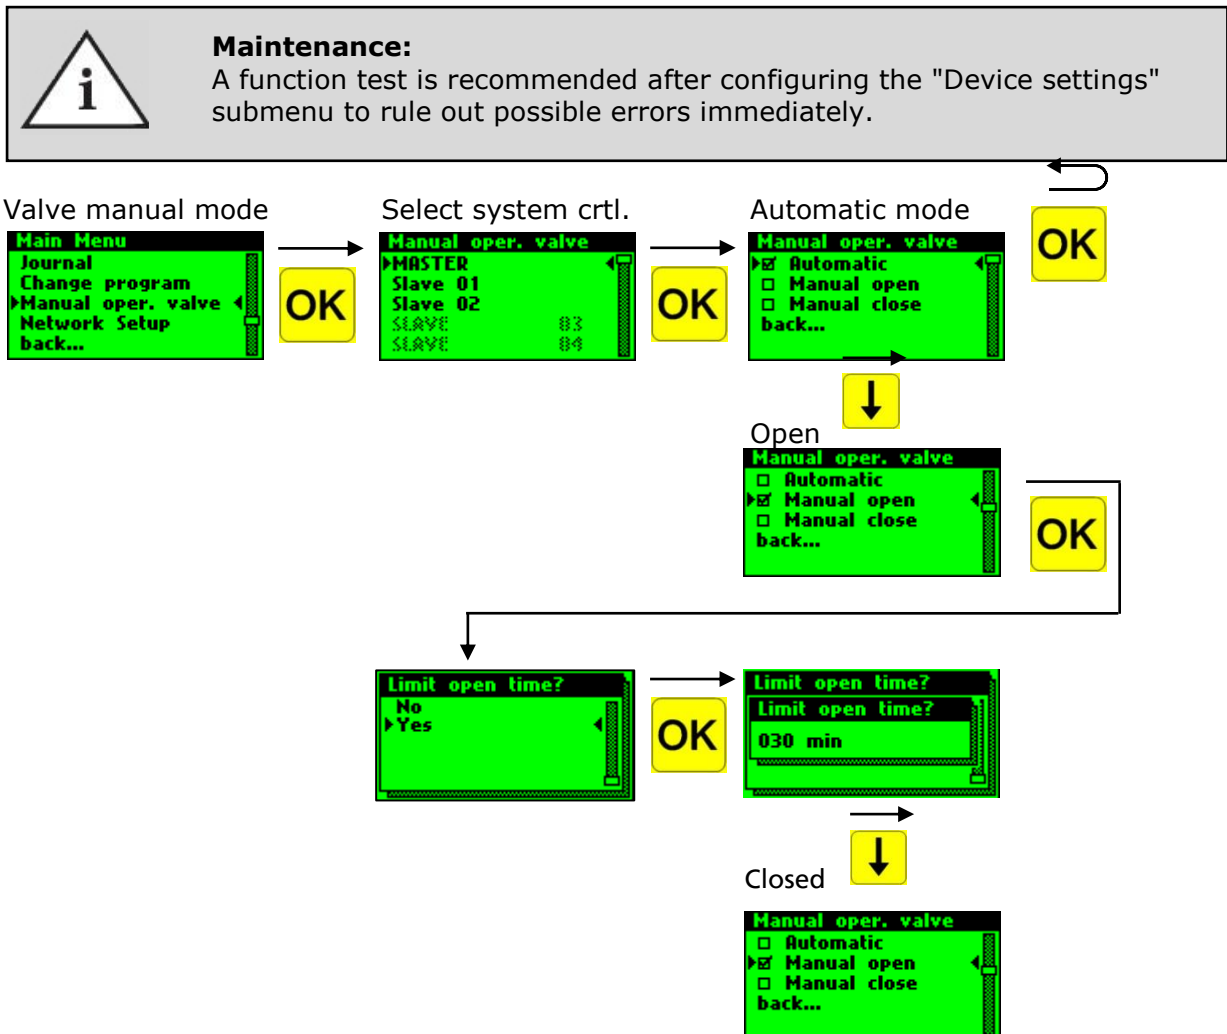 Maintenance:
A function test is recommended after configuring the "Device settings"
submenu to rule out possible errors immediately.
i
Valve manual mode
Main Menu
Journal
Change program
Manual oper. valve
Network Setup
back...
OK
Select system crtl.
Manual oper. valve
MASTER
Slave 01
Slave 02
SLAVE 03
SLAVE 04
OK
Automatic mode
Manual oper. valve
Automatic
Manual open
Manual close
back...
OK
Open
Manual oper. valve
Automatic
Manual open
Manual close
back...
OK
Limit open time?
No
Yes
OK
Limit open time?
Limit open time?
030 min
Closed
Manual oper. valve
Automatic
Manual open
Manual close
back...